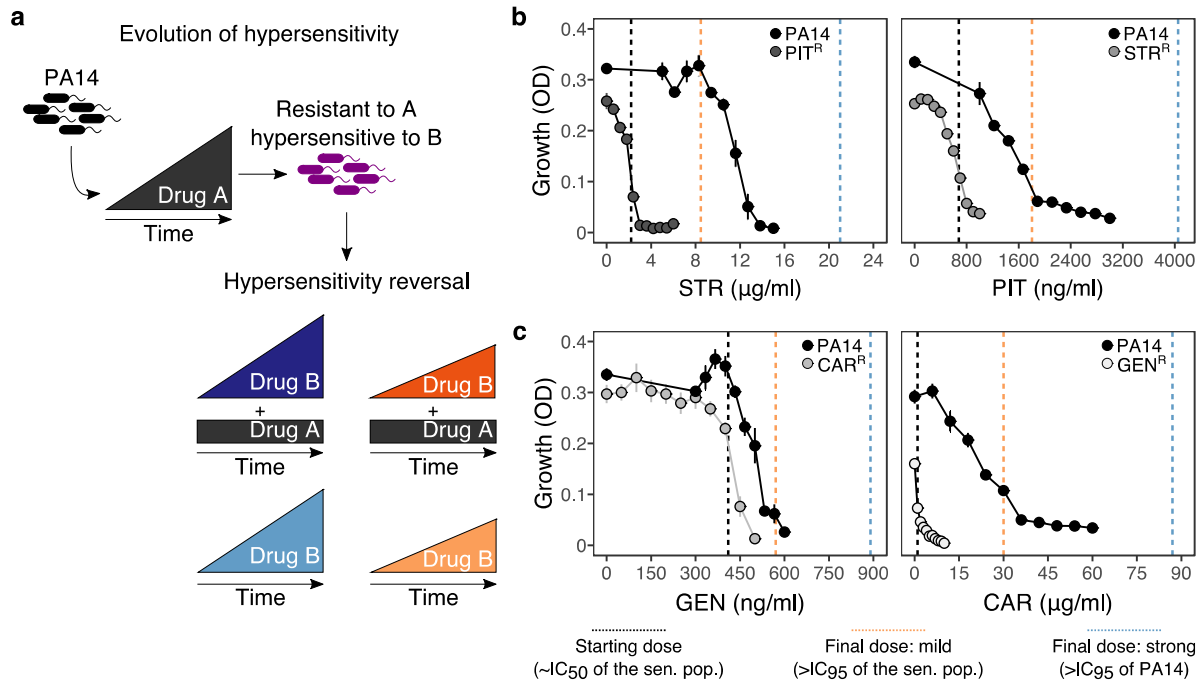 a
Evolution of hypersensitivity
PA14
Drug A
Time
Resistant to A
hypersensitive to B
Hypersensitivity reversal
Drug B
+
Drug A
Time
Drug B
+
Drug A
Time
Drug B
Time
Drug B
Time
b
Growth (OD)
0.4
0.3
0.2
0.1
0
PA14
PITR
0 4 8 12 16 20 24
STR (µg/ml)
PA14
STRR
0 800 1600 2400 3200 4000
PIT (ng/ml)
c
Growth (OD)
0.4
0.3
0.2
0.1
0
PA14
CARR
0 150 300 450 600 750 900
GEN (ng/ml)
PA14
GENR
0 15 30 45 60 75 90
CAR (µg/ml)
Starting dose
(~IC50 of the sen. pop.)
Final dose: mild
(>IC95 of the sen. pop.)
Final dose: strong
(>IC95 of PA14)